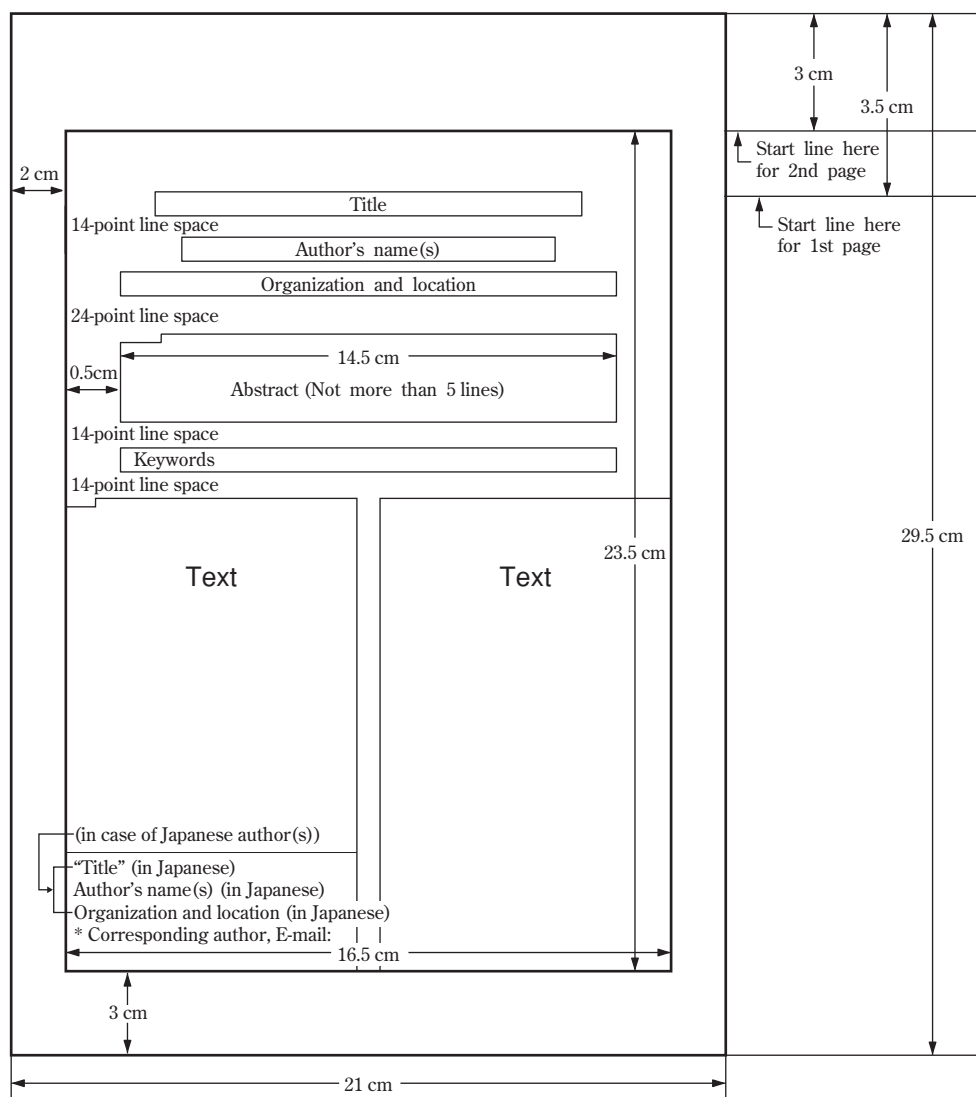 3 cm
3.5 cm
Start line here
for 2nd page
2 cm
Title
14-point line space
Start line here
for 1st page
Author's name(s)
Organization and location
24-point line space
14.5 cm
0.5cm
Abstract (Not more than 5 lines)
14-point line space
Keywords
14-point line space
29.5 cm
23.5 cm
Text
Text
(in case of Japanese author(s))
“Title” (in Japanese)
Author's name(s) (in Japanese)
Organization and location (in Japanese)
* Corresponding author, E-mail:
16.5 cm
3 cm
21 cm